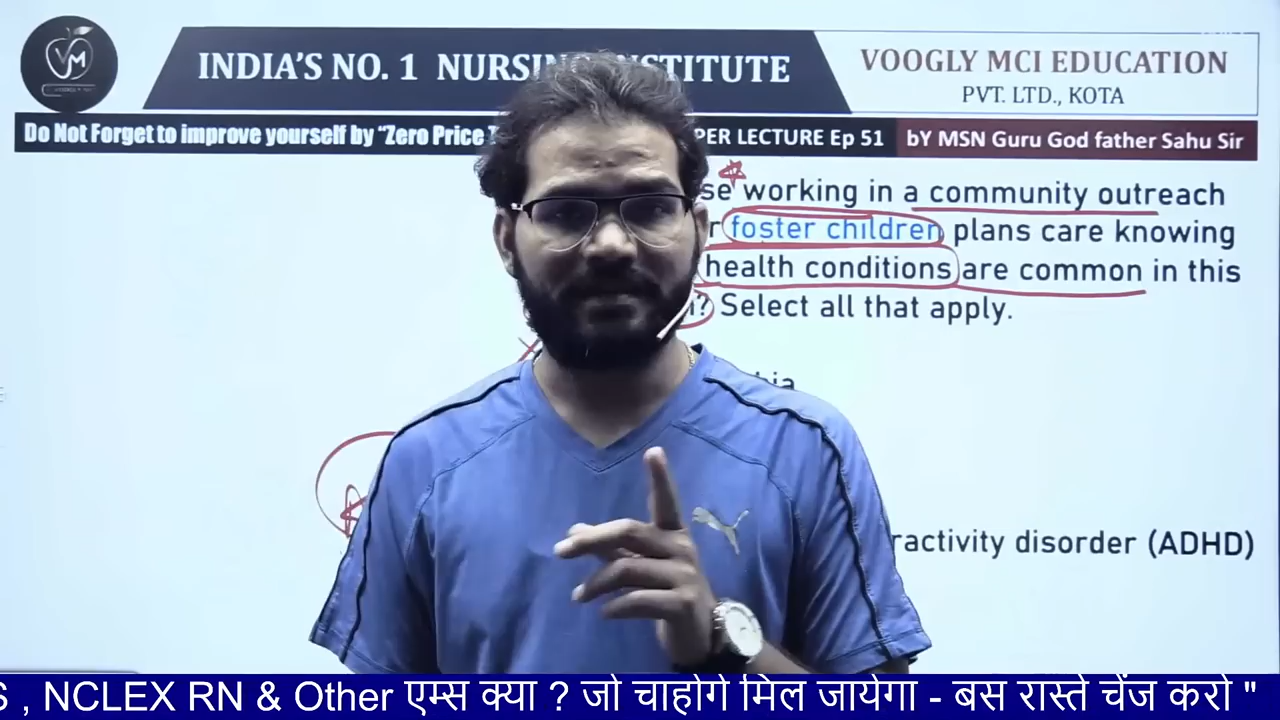 VM
INDIA'S NO. 1 NURSING INSTITUTE
VOOGLY MCI EDUCATION
PVT. LTD., KOTA
Do Not Forget to improve yourself by “Zero Price
PER LECTURE Ep 51
bY MSN Guru God father Sahu Sir
se working in a community outreach
r foster children plans care knowing
health conditions are common in this
? Select all that apply.
ractivity disorder (ADHD)
S , NCLEX RN & Other एम्स क्या ? जो चाहोगे मिल जायेगा - बस रास्ते चेंज करो "